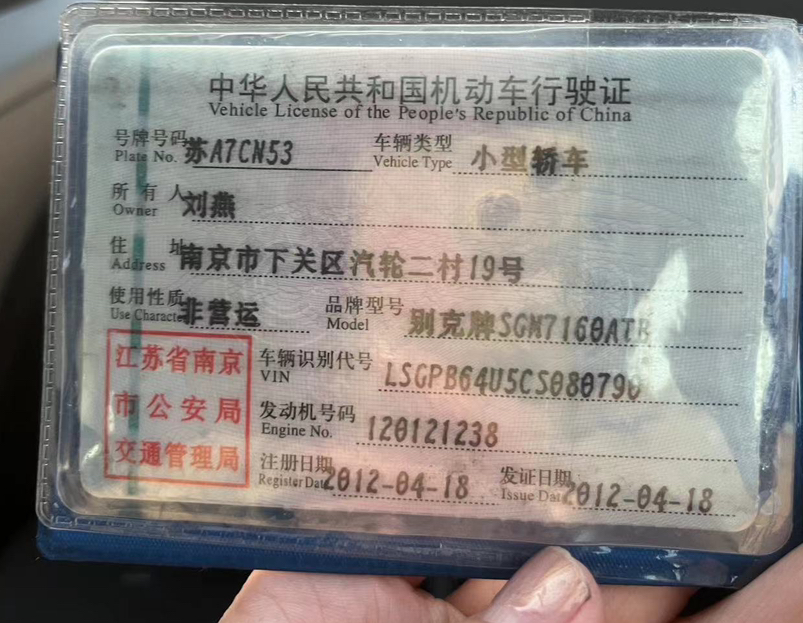 中华人民共和国机动车行驶证
Vehicle License of the People's Republic of China
号牌号码 苏A7CN53 车辆类型 小型轿车
Plate No. Vehicle Type
所有人 刘燕
Owner
住址 南京市下关区汽轮二村19号
Address
使用性质 非营运 品牌型号 别克牌SGM7160ATB
Use Character Model
江苏省南京
市公安局
交通管理局
车辆识别代号 LSGPB64U5CS080790
VIN
发动机号码 120121238
Engine No.
注册日期 2012-04-18 发证日期 2012-04-18
Register Date Issue Date